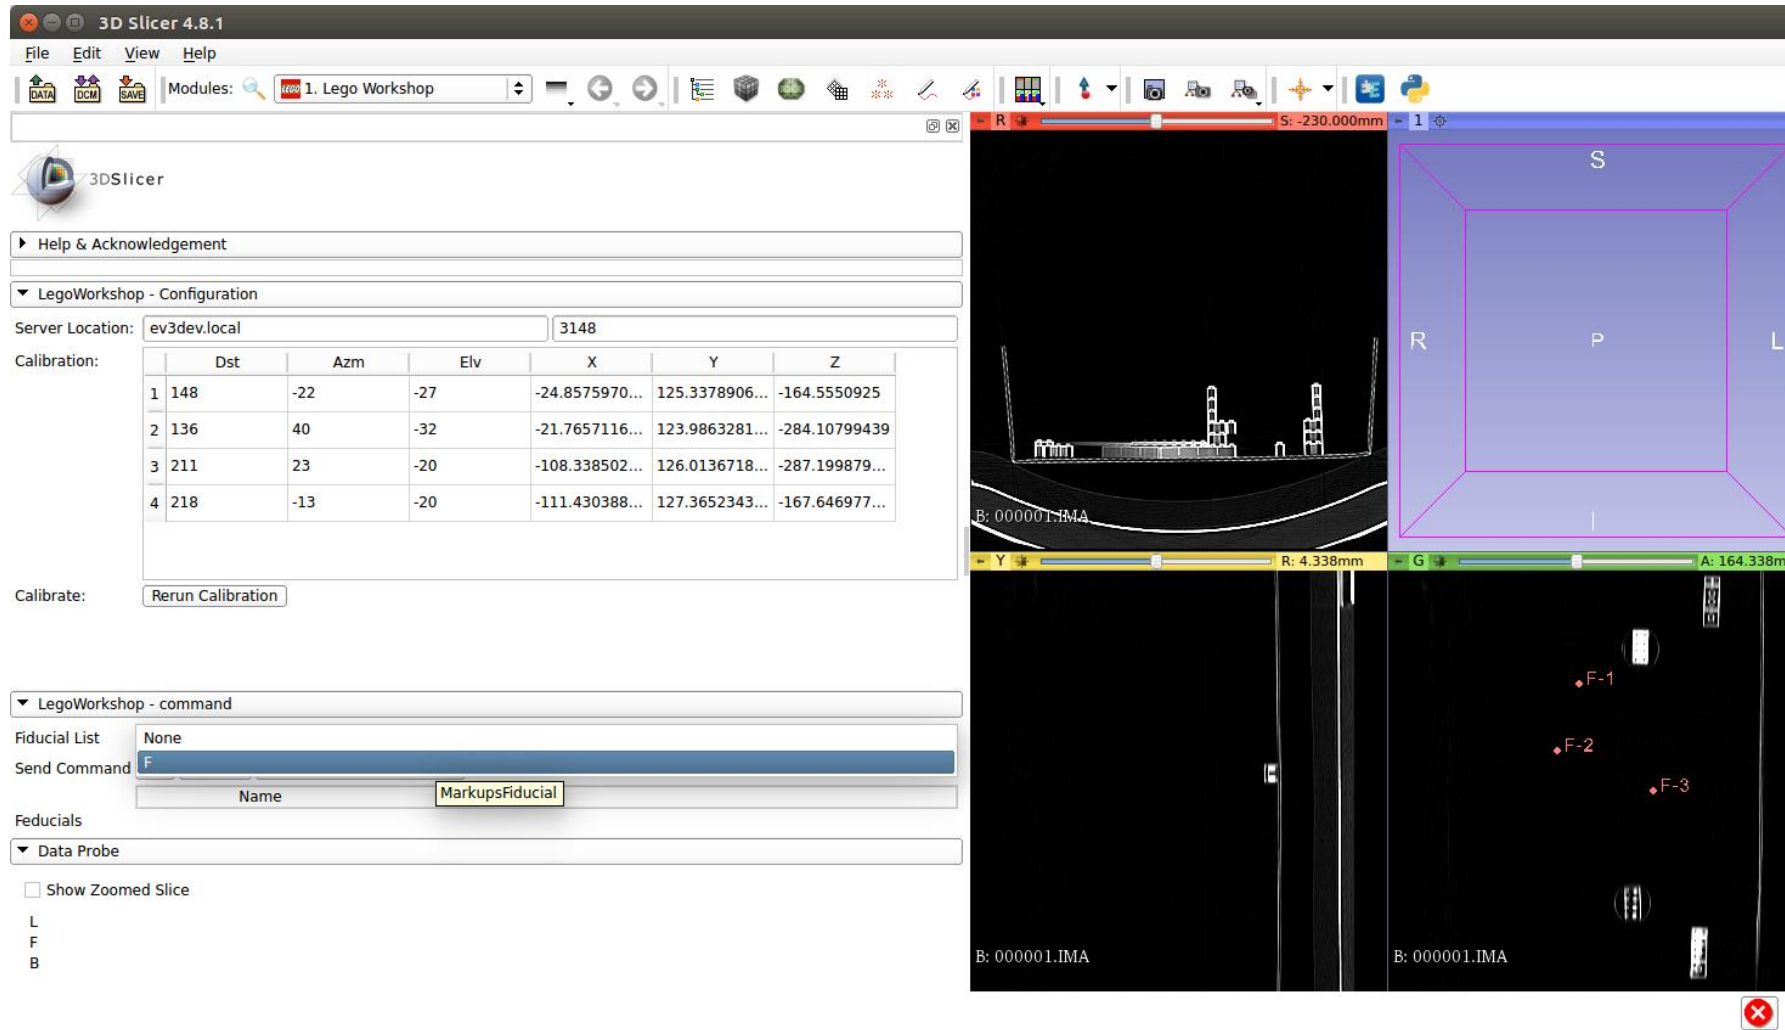 3D Slicer 4.8.1
File Edit View Help
DATA DCM SAVE Modules: LEGO 1. Lego Workshop
R S: -230.000mm 1
3DSlicer
S
R P L
I
B: 000001.IMA
Help & Acknowledgement
LegoWorkshop - Configuration
Server Location: ev3dev.local 3148
Calibration: Dst Azm Elv X Y Z
1 148 -22 -27 -24.8575970... 125.3378906... -164.5550925
2 136 40 -32 -21.7657116... 123.9863281... -284.10799439
3 211 23 -20 -108.338502... 126.0136718... -287.199879...
4 218 -13 -20 -111.430388... 127.3652343... -167.646977...
Calibrate: Rerun Calibration
Y R: 4.338mm G A: 164.338m
F-1
F-2
F-3
B: 000001.IMA B: 000001.IMA
LegoWorkshop - command
Fiducial List None
F
Send Command
MarkupsFiducial
Name
Feducials
Data Probe
Show Zoomed Slice
L
F
B